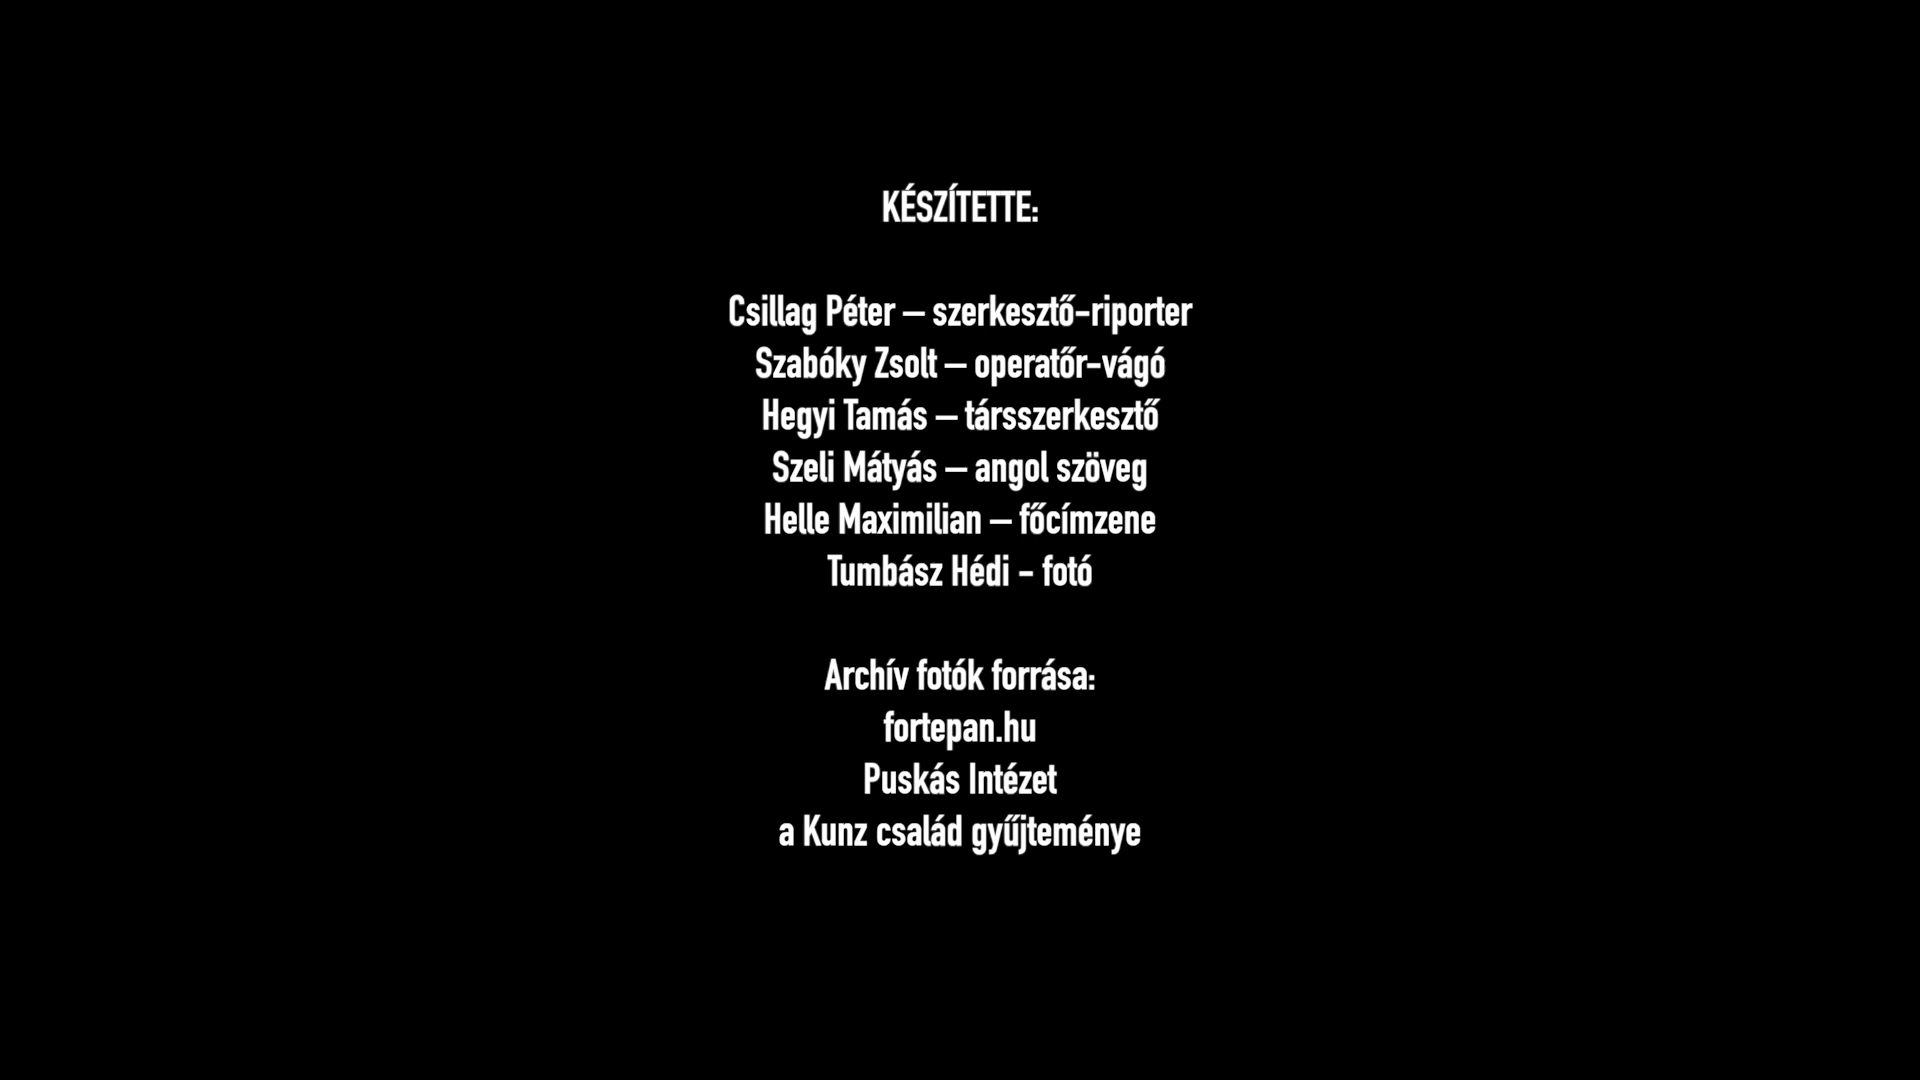 KÉSZÍTETTE:
Csillag Péter – szerkesztő-riporter
Szabóky Zsolt – operatőr-vágó
Hegyi Tamás – társszerkesztő
Szeli Mátyás – angol szöveg
Helle Maximilian – főcímzene
Tumbász Hédi - fotó
Archív fotók forrása:
fortepan.hu
Puskás Intézet
a Kunz család gyűjteménye